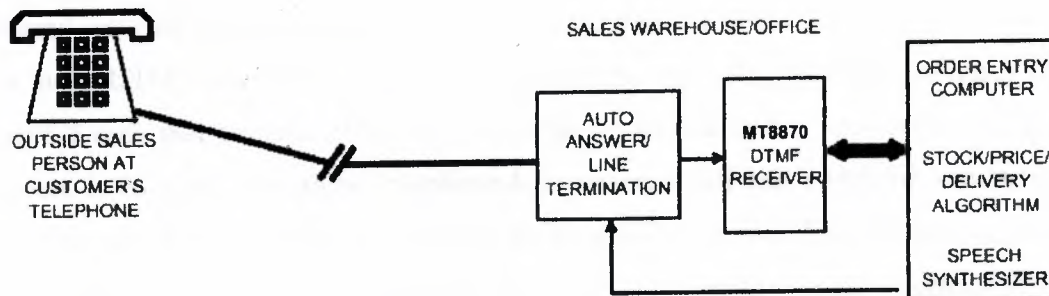 SALES WAREHOUSE/OFFICE
OUTSIDE SALES
PERSON AT
CUSTOMER'S
TELEPHONE
AUTO
ANSWER/
LINE
TERMINATION
MT8870
DTMF
RECEIVER
ORDER ENTRY
COMPUTER
STOCK/PRICE/
DELIVERY
ALGORITHM
SPEECH
SYNTHESIZER